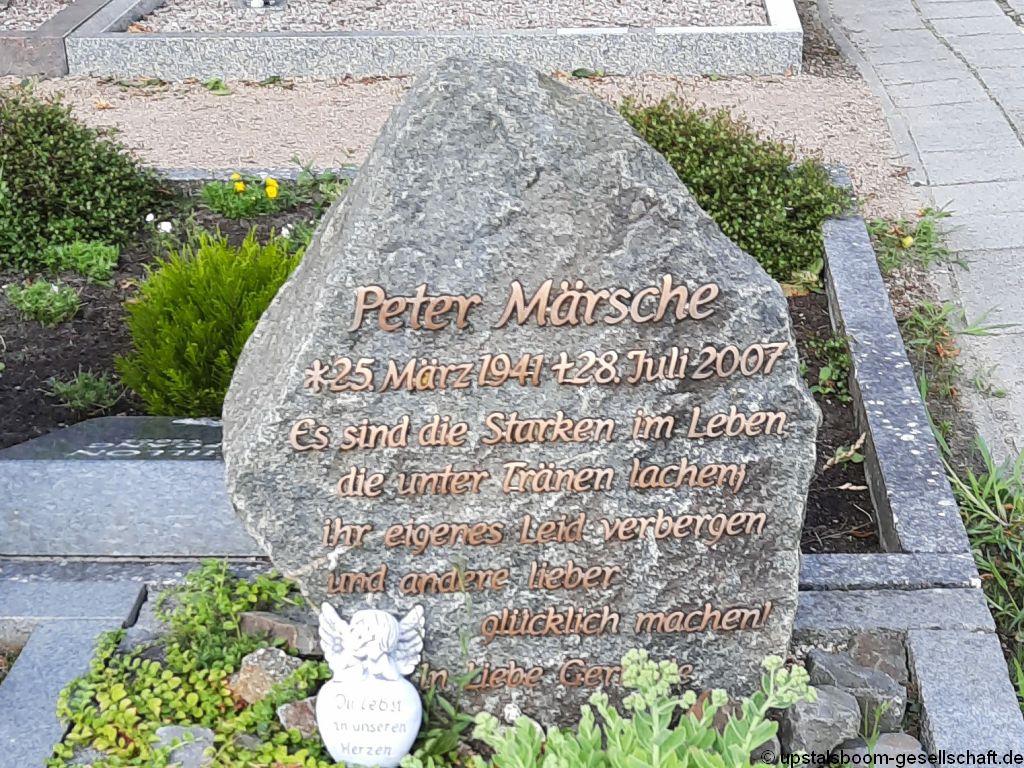 Peter Märsche
*25. März 1941 +28. Juli 2007
Es sind die Starken im Leben,
die unter Tränen lachen,
ihr eigenes Leid verbergen
und andere lieber
glücklich machen!
In Liebe
Du lebst
in unseren
Herzen
© upstalsboom-gesellschaft.de